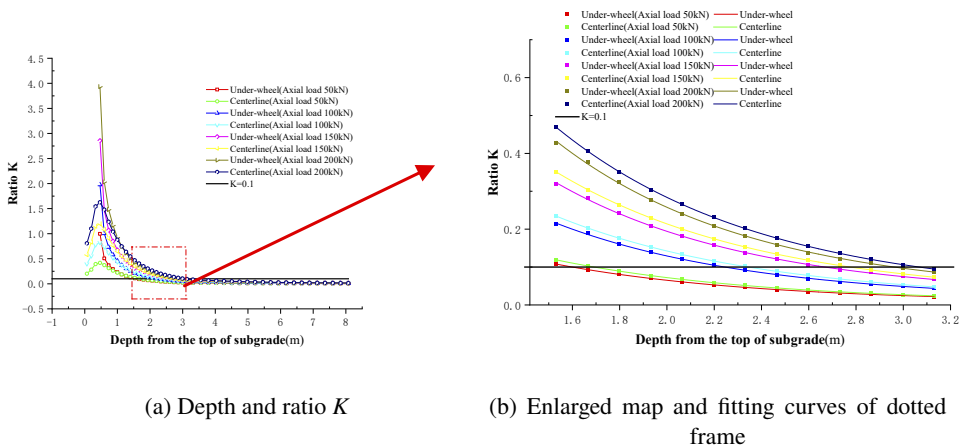 4.5
4.0
3.5
3.0
2.5
2.0
1.5
1.0
0.5
0.0
−0.5
Ratio K
−1 0 1 2 3 4 5 6 7 8
Depth from the top of subgrade(m)
Under-wheel(Axial load 50kN)
Centerline(Axial load 50kN)
Under-wheel(Axial load 100kN)
Centerline(Axial load 100kN)
Under-wheel(Axial load 150kN)
Centerline(Axial load 150kN)
Under-wheel(Axial load 200kN)
Centerline(Axial load 200kN)
K=0.1
(a) Depth and ratio K
Under-wheel(Axial load 50kN) Under-wheel
Centerline(Axial load 50kN) Centerline
Under-wheel(Axial load 100kN) Under-wheel
Centerline(Axial load 100kN) Centerline
Under-wheel(Axial load 150kN) Under-wheel
Centerline(Axial load 150kN) Centerline
Under-wheel(Axial load 200kN) Under-wheel
Centerline(Axial load 200kN) Centerline
K=0.1
0.6
0.4
0.2
0.0
Ratio K
1.6 1.8 2.0 2.2 2.4 2.6 2.8 3.0 3.2
Depth from the top of subgrade(m)
(b) Enlarged map and fitting curves of dotted
frame